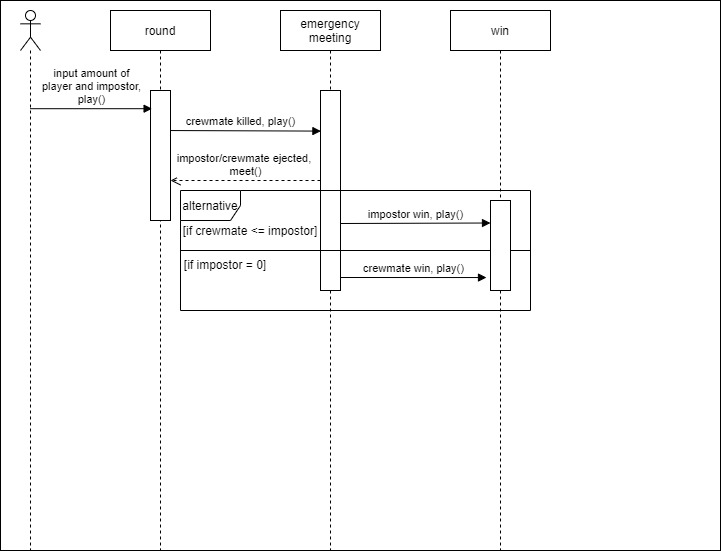 round
emergency
meeting
win
input amount of
player and impostor,
play()
crewmate killed, play()
impostor/crewmate ejected,
meet()
alternative
impostor win, play()
[if crewmate <= impostor]
[if impostor = 0]
crewmate win, play()